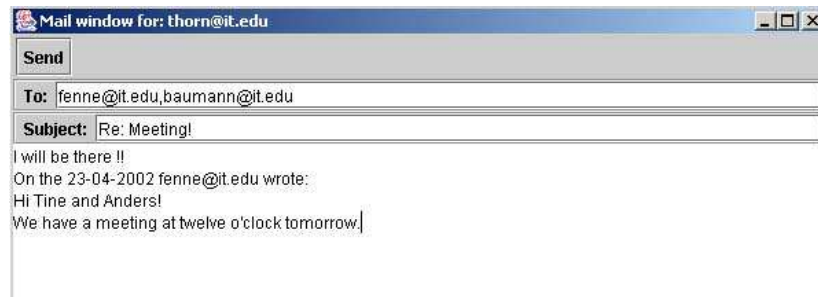 Mail window for: thorn@it.edu
Send
To: fenne@it.edu,baumann@it.edu
Subject: Re: Meeting!
I will be there !!
On the 23-04-2002 fenne@it.edu wrote:
Hi Tine and Anders!
We have a meeting at twelve o'clock tomorrow.